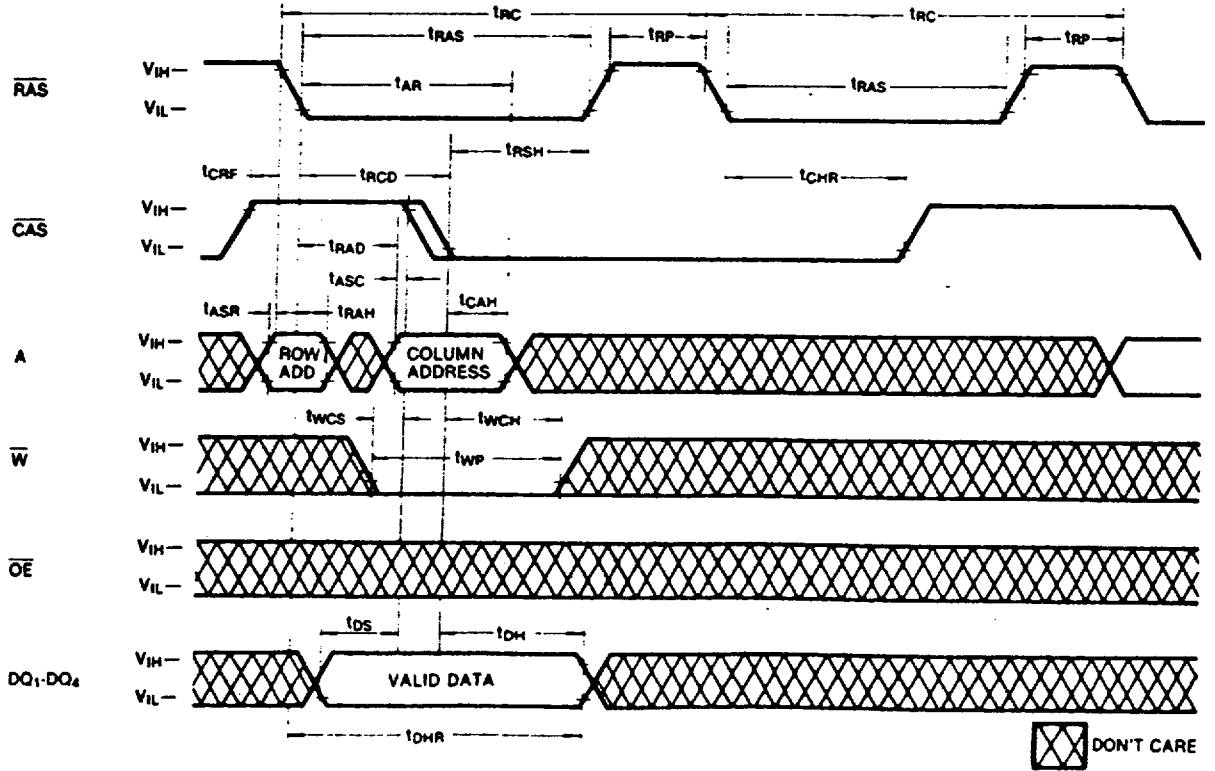 tRC tRC
tRAS tRP tRP
RAS
VIH
VIL
tAR tRAS
tRSH
tCRF tRCD tCHR
CAS
VIH
VIL
tRAD
tASC
tASR tRAH tCAH
A
VIH
VIL
ROW
ADD
COLUMN
ADDRESS
tWCS tWCH
W
VIH
VIL
tWP
OE
VIH
VIL
tDS tDH
DQ1-DQ4
VIH
VIL
VALID DATA
tDHR
DON'T CARE